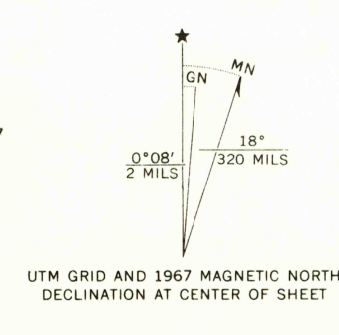 ★
MN
GN
0°08′
2 MILS
18°
320 MILS
UTM GRID AND 1967 MAGNETIC NORTH
DECLINATION AT CENTER OF SHEET